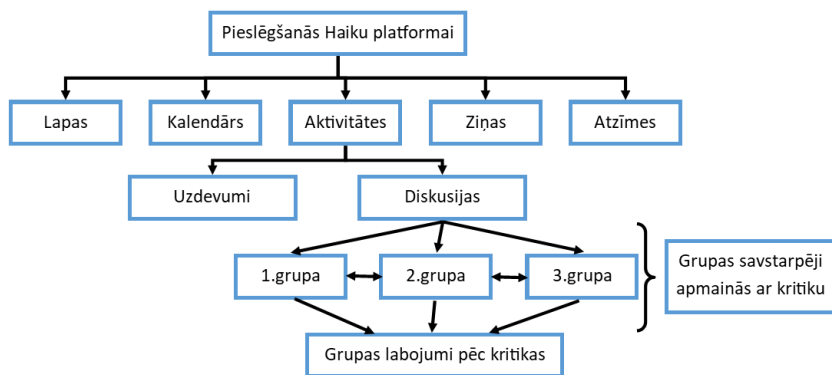 Pieslēgšanās Haiku platformai
Lapas
Kalendārs
Aktivitātes
Ziņas
Atzīmes
Uzdevumi
Diskusijas
1.grupa
2.grupa
3.grupa
Grupas savstarpēji
apmainās ar kritiku
Grupas labojumi pēc kritikas